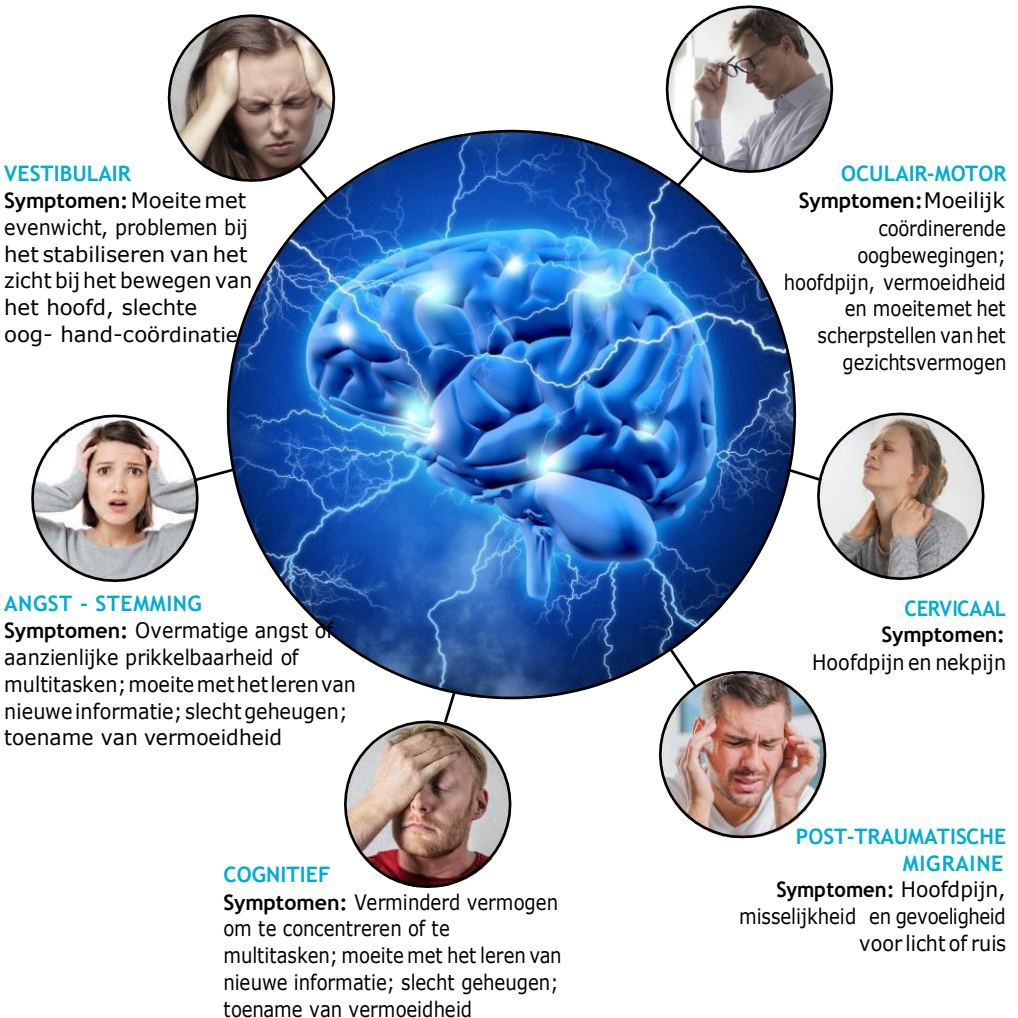 VESTIBULAIR
Symptomen: Moeite met
evenwicht, problemen bij
het stabiliseren van het
zicht bij het bewegen van
het hoofd, slechte
oog- hand-coördinatie
OCULAIR-MOTOR
Symptomen: Moeilijk
coördinerende
oogbewegingen;
hoofdpijn, vermoeidheid
en moeite met het
scherpstellen van het
gezichtsvermogen
ANGST - STEMMING
Symptomen: Overmatige angst of
aanzienlijke prikkelbaarheid of
multitasken; moeite met het leren van
nieuwe informatie; slecht geheugen;
toename van vermoeidheid
CERVICAAL
Symptomen:
Hoofdpijn en nekpijn
COGNITIEF
Symptomen: Verminderd vermogen
om te concentreren of te
multitasken; moeite met het leren van
nieuwe informatie; slecht geheugen;
toename van vermoeidheid
POST-TRAUMATISCHE
MIGRAINE
Symptomen: Hoofdpijn,
misselijkheid en gevoeligheid
voor licht of ruis